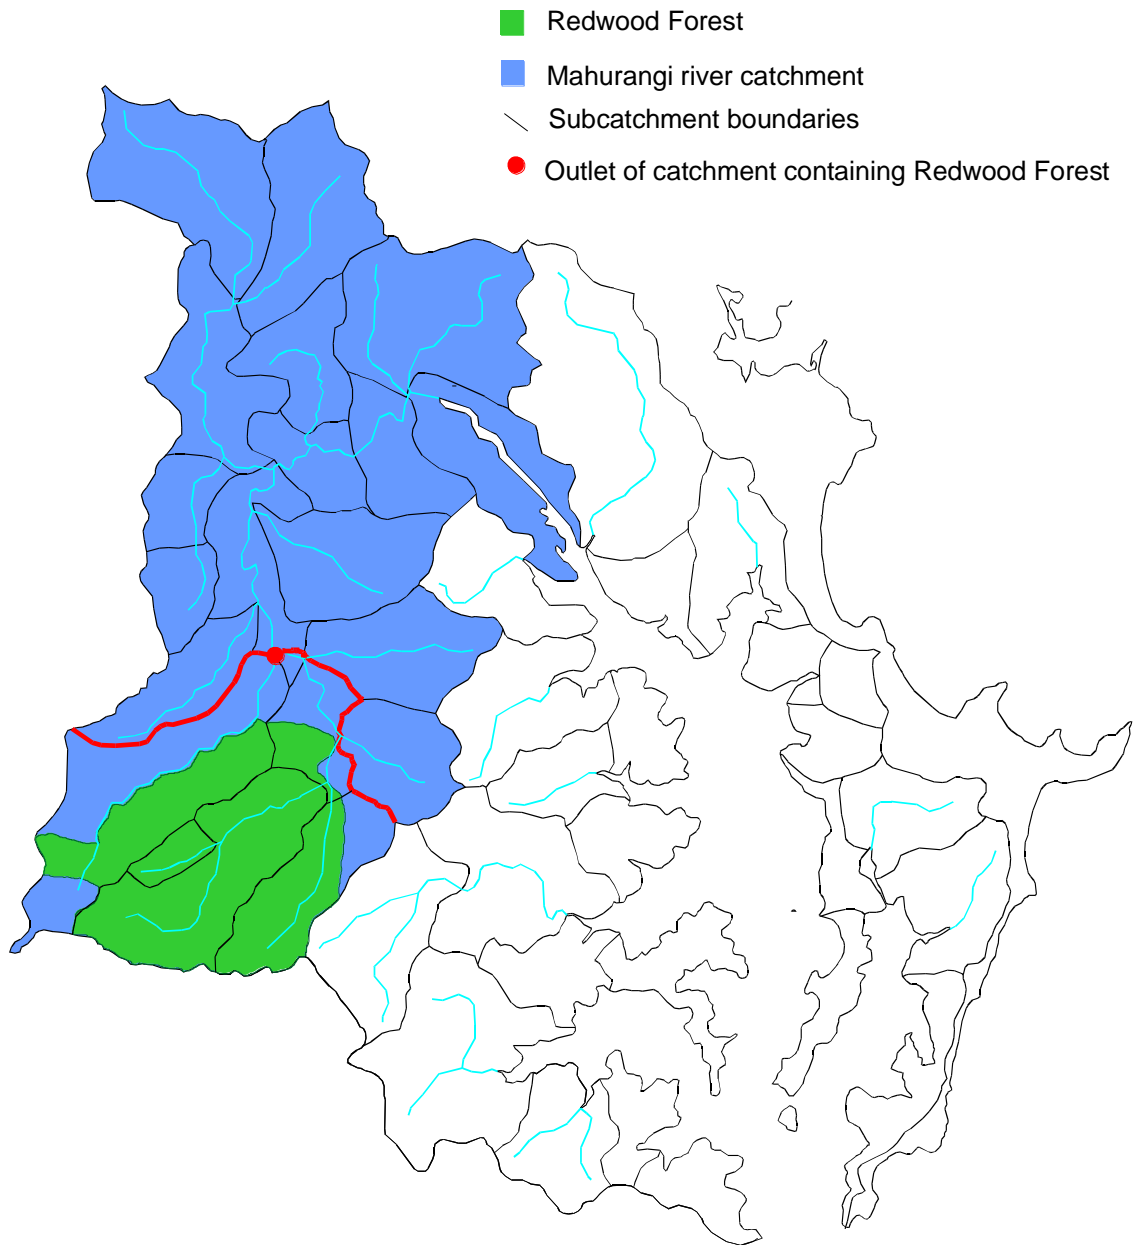 Redwood Forest
Mahurangi river catchment
Subcatchment boundaries
Outlet of catchment containing Redwood Forest